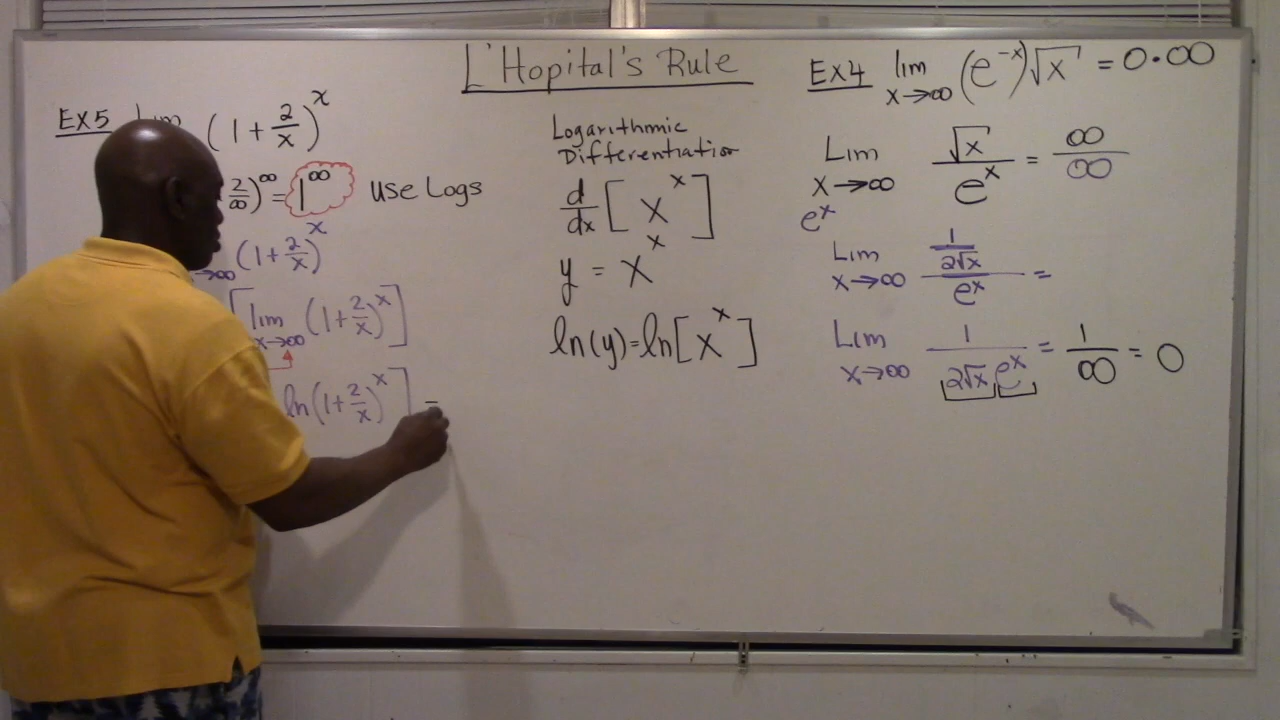 L'Hopital's Rule
EX5 (1+2/x)^x
2/∞)^∞ = 1^∞ use Logs
→∞ (1+2/x)^x
[lim x→∞ (1+2/x)^x]
ln(1+2/x)^x] =
Logarithmic
Differentiation
d/dx [x^x]
y = x^x
ln(y)=ln[x^x]
EX4 lim x→∞ (e^-x)√x = 0·∞
Lim x→∞ √x/e^x = ∞/∞
e^x
Lim x→∞ (1/2√x)/e^x =
Lim x→∞ 1/2√x e^x = 1/∞ = 0